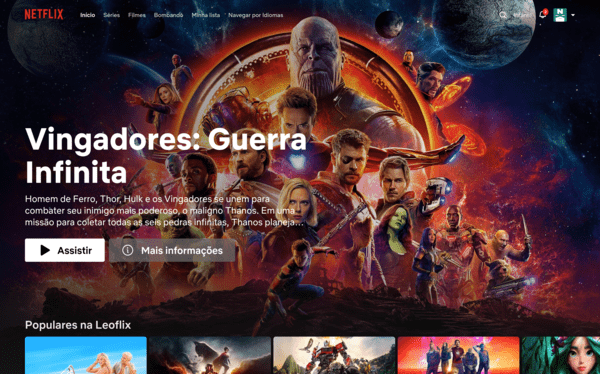 NETFLIX
Início Séries Filmes Bombando Minha lista Navegar por Idiomas
Infantil
Vingadores: Guerra
Infinita
Homem de Ferro, Thor, Hulk e os Vingadores se unem para
combater seu inimigo mais poderoso, o maligno Thanos. Em uma
missão para coletar todas as seis pedras infinitas, Thanos planeja...
Assistir
Mais informações
Populares na Leoflix